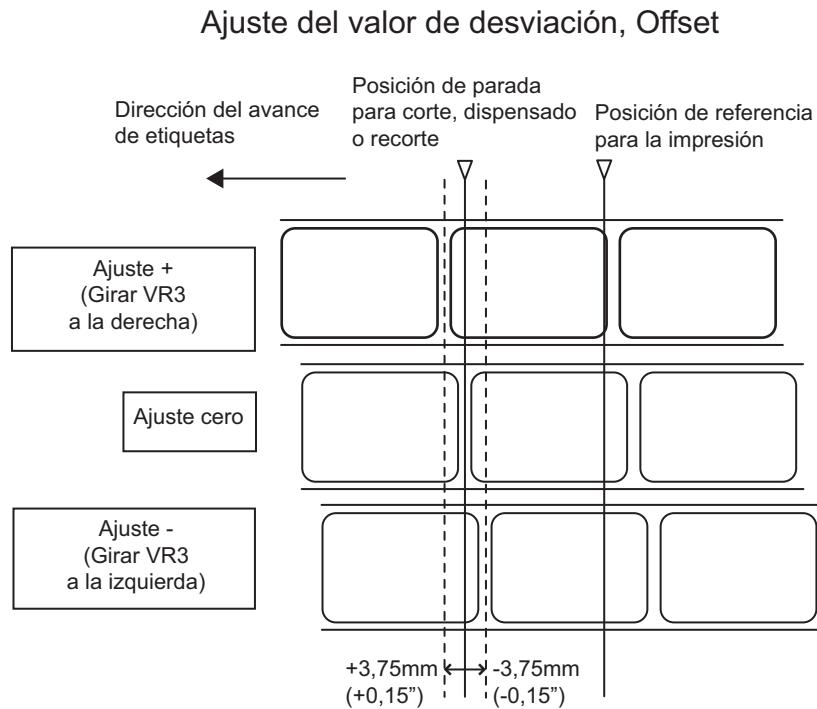 Ajuste del valor de desviación, Offset
Dirección del avance
de etiquetas
Posición de parada
para corte, dispensado
o recorte
Posición de referencia
para la impresión
Ajuste +
(Girar VR3
a la derecha)
Ajuste cero
Ajuste -
(Girar VR3
a la izquierda)
+3,75mm
(+0,15”)
-3,75mm
(-0,15”)